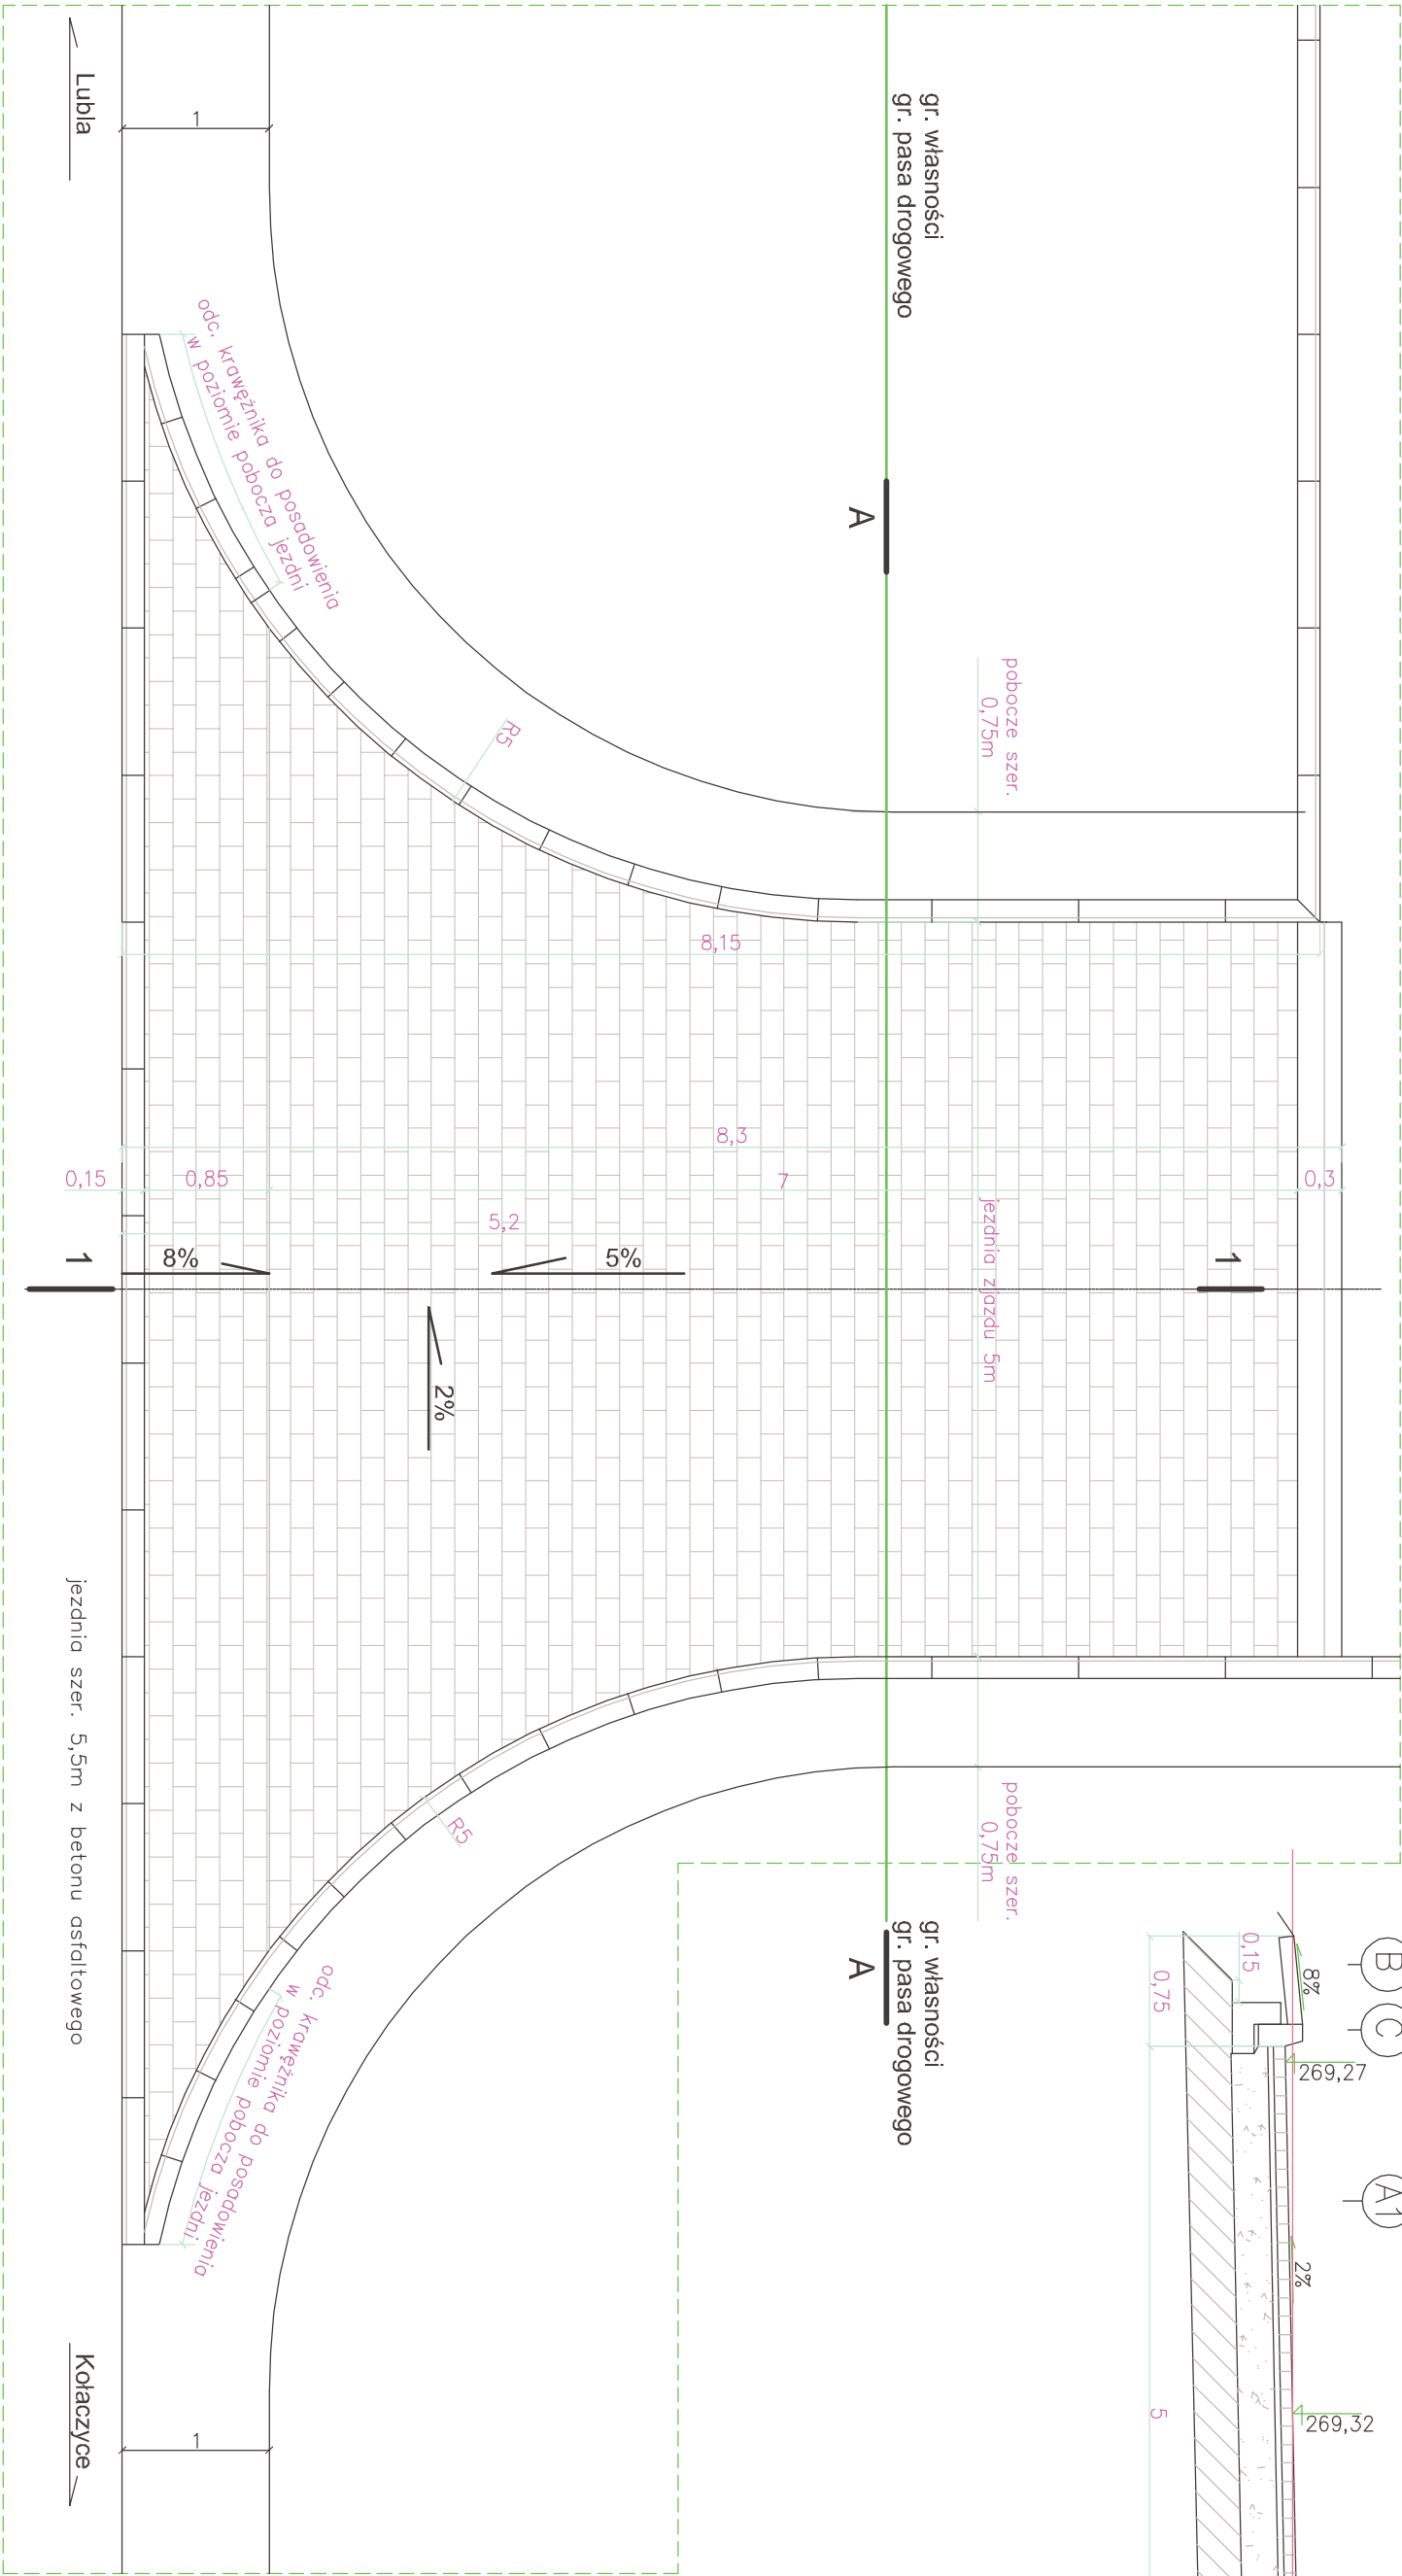 Lubla
1
gr. własności
gr. pasa drogowego
odc. krawężnika do posadowienia
w poziomie pobocza jezdni
A
pobocze szer.
0,75m
R5
8,15
8,3
0,15
0,85
7
0,3
5,2
jezdnia zjazdu 5m
1
8%
5%
1
2%
jezdnia szer. 5,5m z betonu asfaltowego
R5
pobocze szer.
0,75m
gr. własności
gr. pasa drogowego
A
odc. krawężnika do posadowienia
w poziomie pobocza jezdni
Kołaczyce
1
B
C
A1
0,15
0,75
8%
269,27
2%
269,32
5